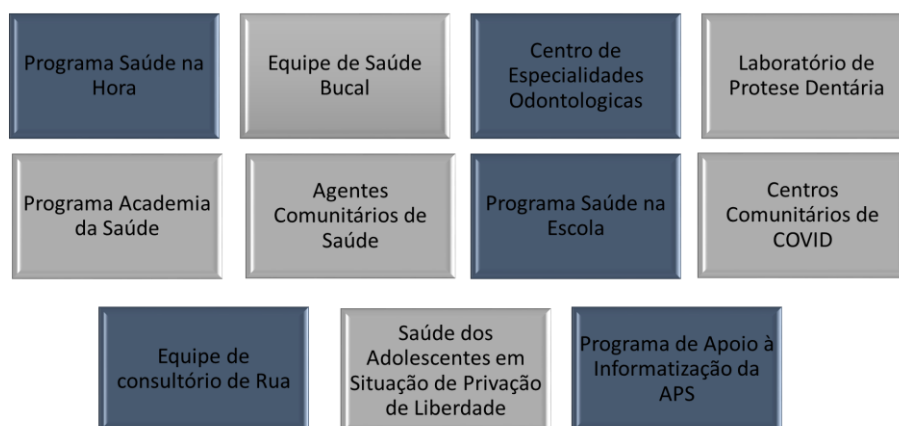 Programa Saúde na
Hora
Equipe de Saúde
Bucal
Centro de
Especialidades
Odontologicas
Laboratório de
Protese Dentária
Programa Academia
da Saúde
Agentes
Comunitários de
Saúde
Programa Saúde na
Escola
Centros
Comunitários de
COVID
Equipe de
consultório de Rua
Saúde dos
Adolescentes em
Situação de Privação
de Liberdade
Programa de Apoio à
Informatização da
APS